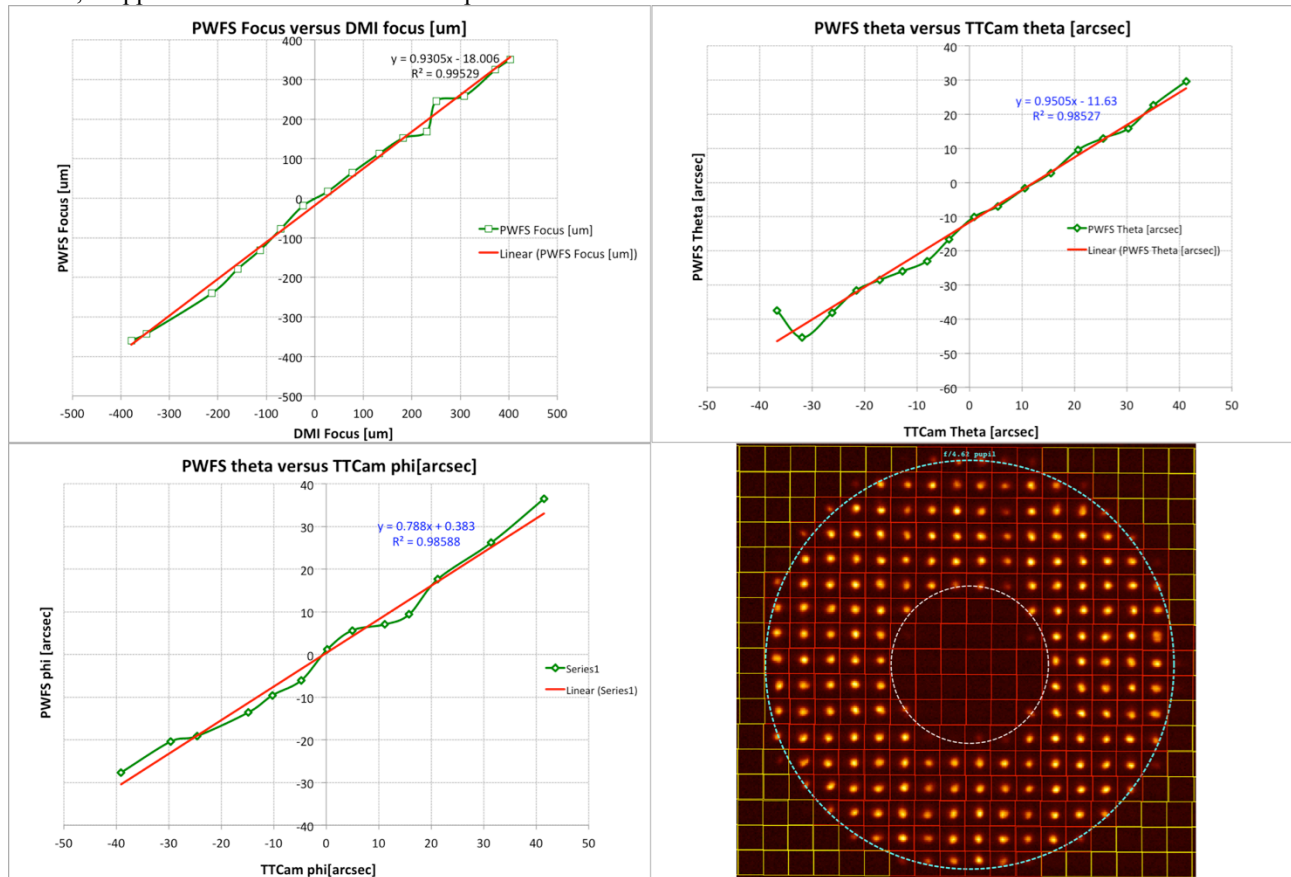 PWFS Focus versus DMI focus [um]
y = 0.9305x - 18.006
R² = 0.99529
PWFS Focus [um]
400
300
200
100
0
-100
-200
-300
-400
-500
PWFS Focus [um]
Linear (PWFS Focus [um])
-500 -400 -300 -200 -100 0 100 200 300 400 500
DMI Focus [um]
PWFS theta versus TTCam theta [arcsec]
y = 0.9505x - 11.63
R² = 0.98527
PWFS Theta [arcsec]
40
30
20
10
0
-10
-20
-30
-40
-50
-60
PWFS Theta [arcsec]
Linear (PWFS Theta [arcsec])
-50 -40 -30 -20 -10 0 10 20 30 40 50
TTCam Theta [arcsec]
PWFS theta versus TTCam phi[arcsec]
y = 0.788x + 0.383
R² = 0.98588
PWFS phi [arcsec]
40
30
20
10
0
-10
-20
-30
-40
Series1
Linear (Series1)
-50 -40 -30 -20 -10 0 10 20 30 40 50
TTCam phi[arcsec]
f/4.62 pupil